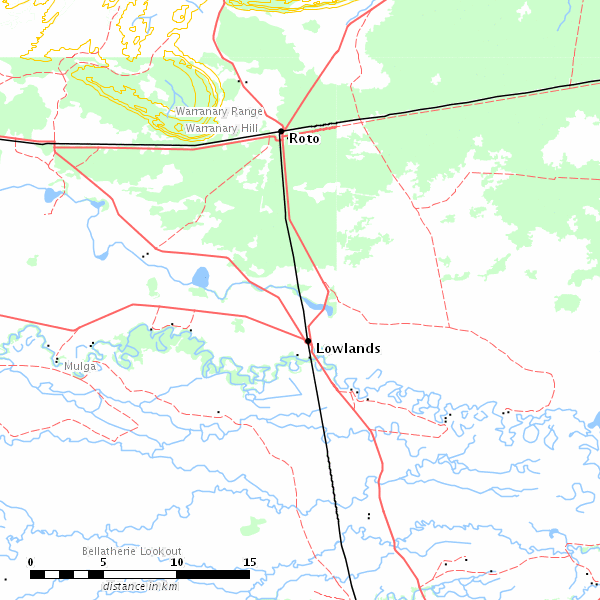 Warranary Range
Warranary Hill
Roto
Lowlands
Mulga
Bellatherie Lookout
0 5 10 15
distance in km